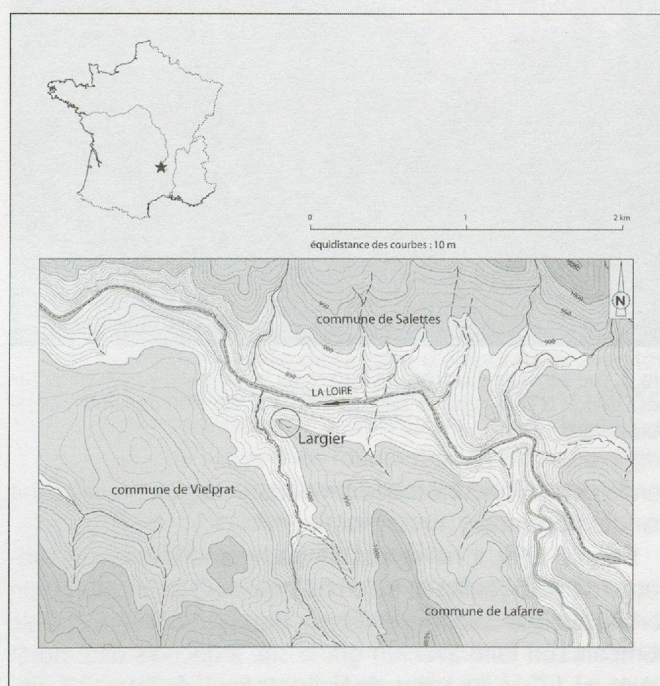 0 1 2 km
équidistance des courbes : 10 m
commune de Salettes
N
LA LOIRE
Largier
commune de Vielprat
commune de Lafarre